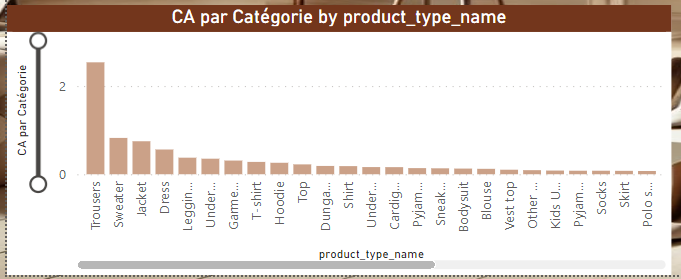 CA par Catégorie by product_type_name
CA par Catégorie
2
0
Trousers
Sweater
Jacket
Dress
Leggin...
Under...
Garme...
T-shirt
Hoodie
Top
Dunga...
Shirt
Under...
Cardig...
Pyjam...
Sneak...
Bodysuit
Blouse
Vest top
Other ...
Kids U...
Pyjam...
Socks
Skirt
Polo s...
product_type_name